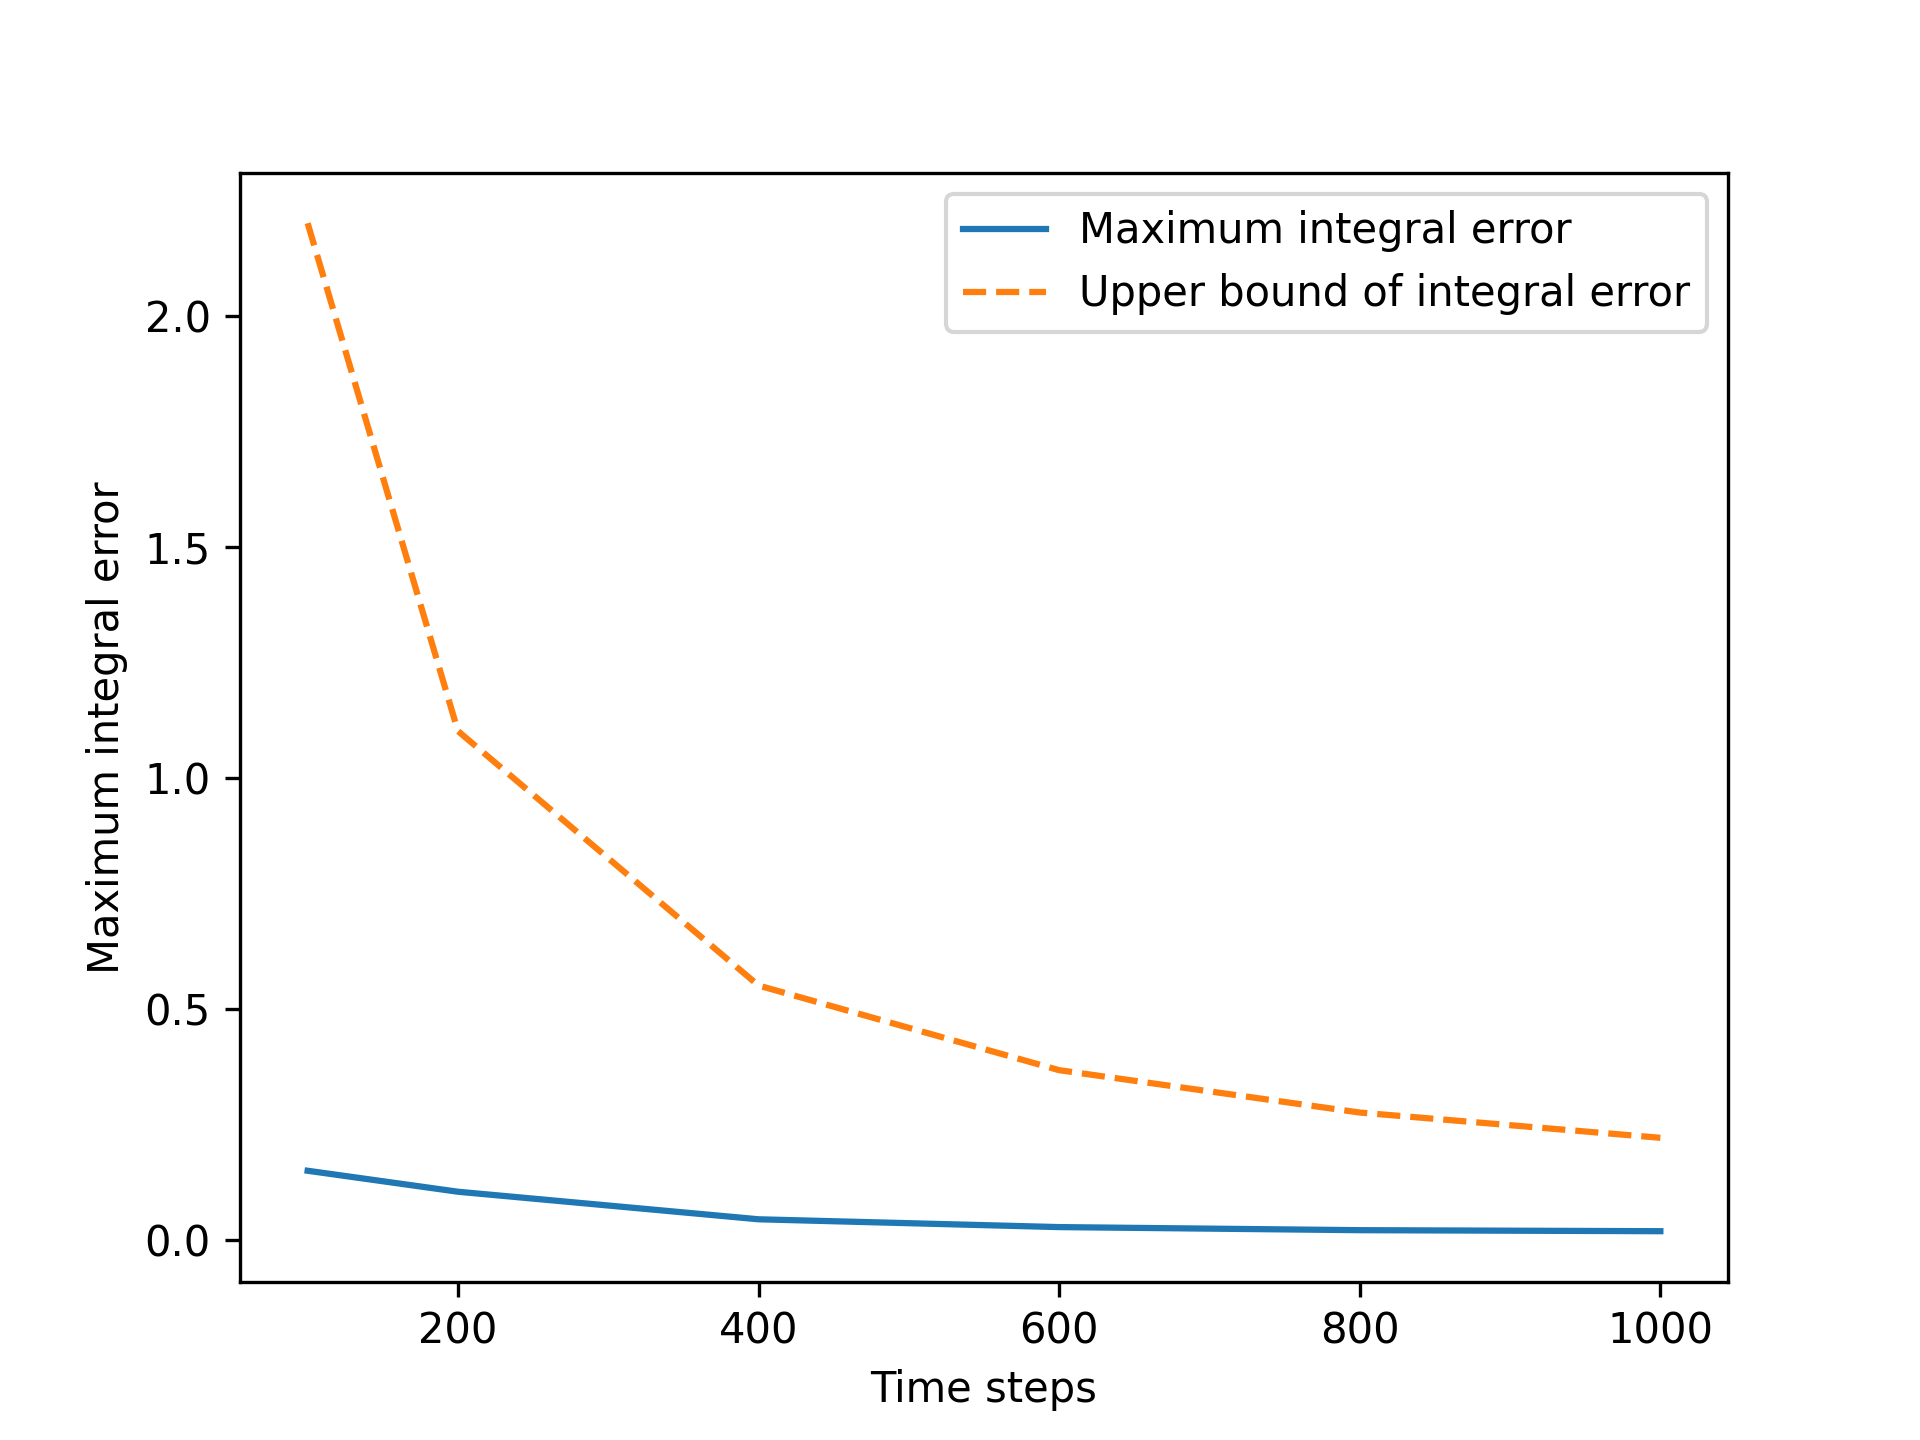 Maximum integral error
Upper bound of integral error
Maximum integral error
2.0
1.5
1.0
0.5
0.0
200 400 600 800 1000
Time steps